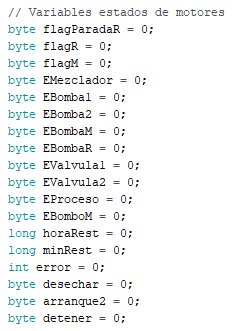 // Variables estados de motores
byte flagParadaR = 0;
byte flagR = 0;
byte flagM = 0;
byte EMezclador = 0;
byte EBomba1 = 0;
byte EBomba2 = 0;
byte EBombaM = 0;
byte EBombaR = 0;
byte EValvula1 = 0;
byte EValvula2 = 0;
byte EProceso = 0;
byte EBomboM = 0;
long horaRest = 0;
long minRest = 0;
int error = 0;
byte desechar = 0;
byte arranque2 = 0;
byte detener = 0;